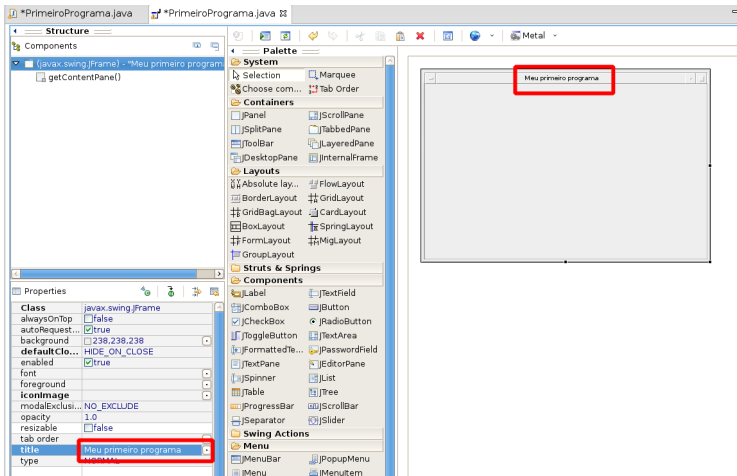 *PrimeiroPrograma.java
*PrimeiroPrograma.java
Structure
Components
(javax.swing.JFrame) - "Meu primeiro program
getContentPane()
Properties
Class javax.swing.JFrame
alwaysOnTop false
autoRequest... true
background 238,238,238
defaultClo... HIDE_ON_CLOSE
enabled true
font
foreground
iconImage
modalExclusi... NO_EXCLUDE
opacity 1.0
resizable false
tab order
title Meu primeiro programa
type NORMAL
Palette
System
Selection Marquee
Choose com... Tab Order
Containers
JPanel JScrollPane
JSplitPane JTabbedPane
JToolBar JLayeredPane
JDesktopPane JInternalFrame
Layouts
Absolute lay... FlowLayout
BorderLayout GridLayout
GridBagLayout CardLayout
BoxLayout SpringLayout
FormLayout MigLayout
GroupLayout
Struts & Springs
Components
JLabel JTextField
JComboBox JButton
JCheckBox JRadioButton
JToggleButton JTextArea
JFormattedTe... JPasswordField
JTextPane JEditorPane
JSpinner JList
JTable JTree
JProgressBar JScrollBar
JSeparator JSlider
Swing Actions
Menu
JMenuBar JPopupMenu
JMenu JMenuItem
Metal
Meu primeiro programa